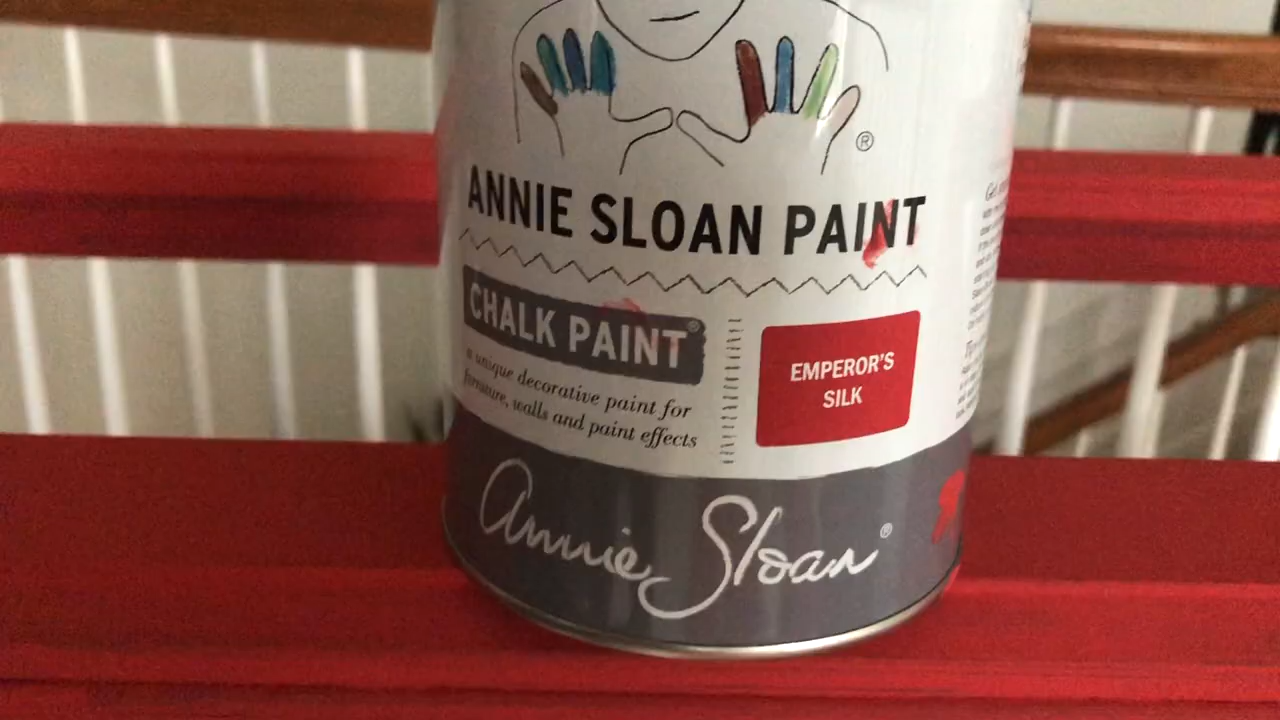 ®
ANNIE SLOAN PAINT
CHALK PAINT®
a unique decorative paint for
furniture, walls and paint effects
EMPEROR'S
SILK
Annie Sloan®